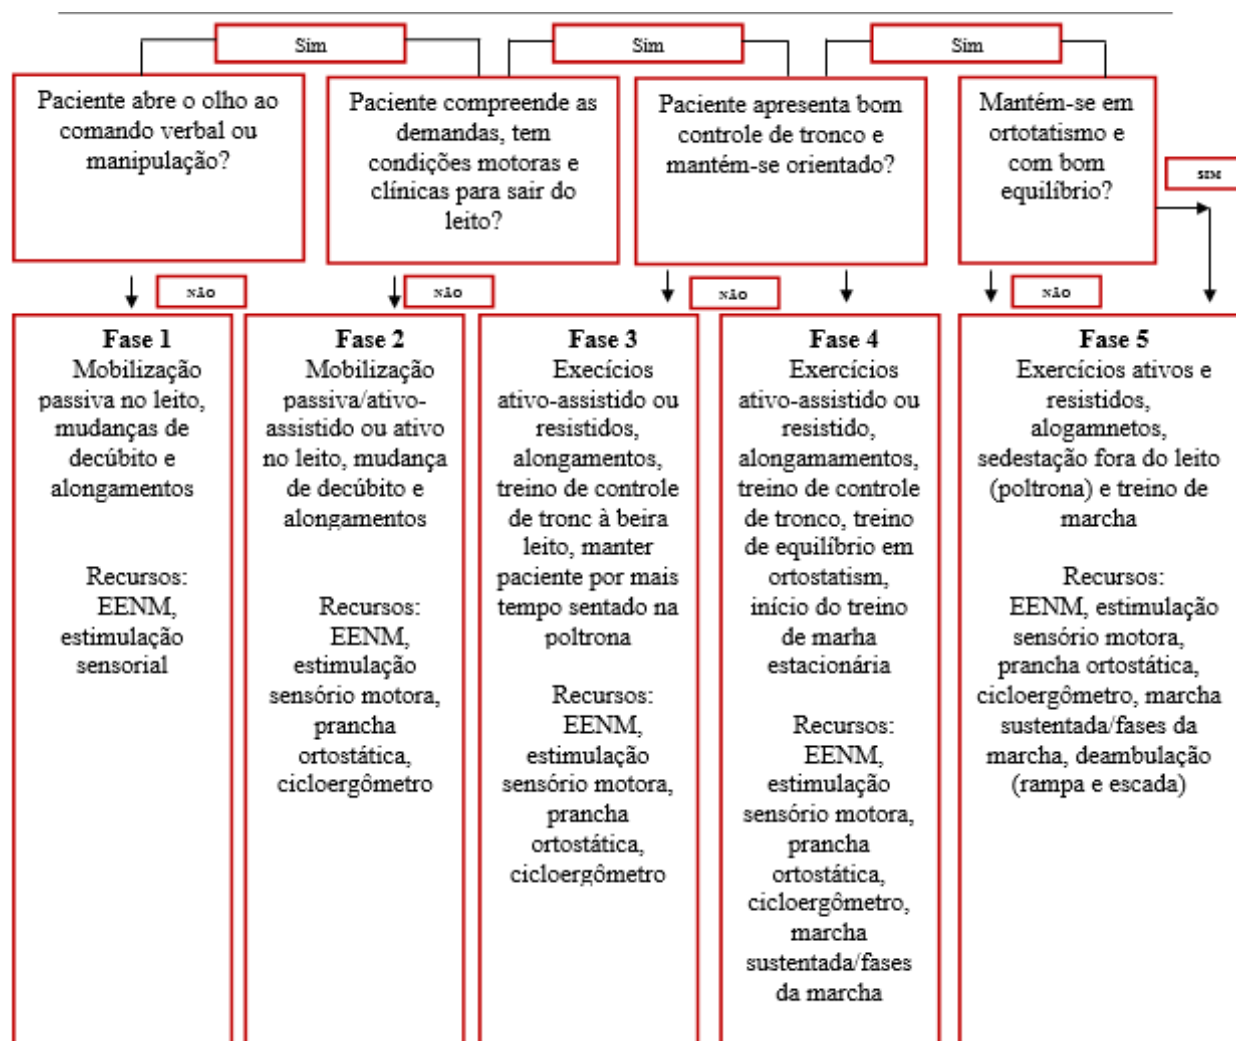 Sim
Sim
Sim
Paciente abre o olho ao
comando verbal ou
manipulação?
Paciente compreende as
demandas, tem
condições motoras e
clínicas para sair do
leito?
Paciente apresenta bom
controle de tronco e
mantém-se orientado?
Mantém-se em
ortotatismo e
com bom
equilíbrio?
SIM
Não
Não
Não
Não
Fase 1
Mobilização
passiva no leito,
mudanças de
decúbito e
alongamentos
Recursos:
EENM,
estimulação
sensorial
Fase 2
Mobilização
passiva/ativo-
assistido ou ativo
no leito, mudança
de decúbito e
alongamentos
Recursos:
EENM,
estimulação
sensório motora,
prancha
ortostática,
cicloergômetro
Fase 3
Execícios
ativo-assistido ou
resistidos,
alongamentos,
treino de controle
de tronc à beira
leito, manter
paciente por mais
tempo sentado na
poltrona
Recursos:
EENM,
estimulação
sensório motora,
prancha
ortostática,
cicloergômetro
Fase 4
Exercícios
ativo-assistido ou
resistido,
alongamamentos,
treino de controle
de tronco, treino
de equilíbrio em
ortostatism,
início do treino
de marha
estacionária
Recursos:
EENM,
estimulação
sensório motora,
prancha
ortostática,
cicloergômetro,
marcha
sustentada/fases
da marcha
Fase 5
Exercícios ativos e
resistidos,
alogamnetos,
sedestação fora do leito
(poltrona) e treino de
marcha
Recursos:
EENM, estimulação
sensório motora,
prancha ortostática,
cicloergômetro, marcha
sustentada/fases da
marcha, deambulação
(rampa e escada)